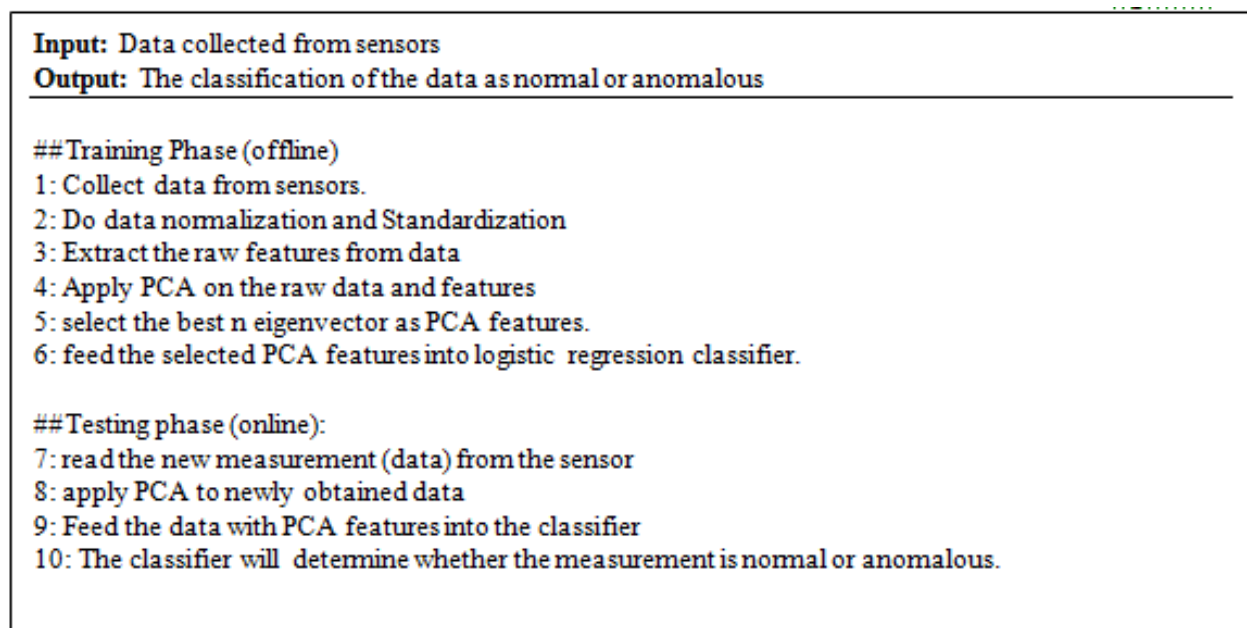 Input: Data collected from sensors
Output: The classification of the data as normal or anomalous
##Training Phase (offline)
1: Collect data from sensors.
2: Do data normalization and Standardization
3: Extract the raw features from data
4: Apply PCA on the raw data and features
5: select the best n eigenvector as PCA features.
6: feed the selected PCA features into logistic regression classifier.
##Testing phase (online):
7: read the new measurement (data) from the sensor
8: apply PCA to newly obtained data
9: Feed the data with PCA features into the classifier
10: The classifier will determine whether the measurement is normal or anomalous.